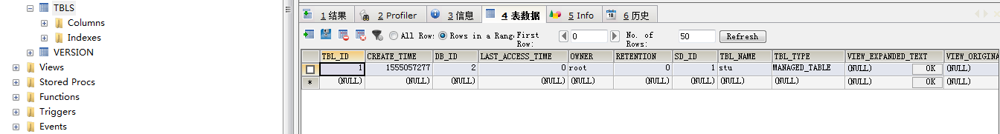 TBLS
Columns
Indexes
VERSION
Views
Stored Procs
Functions
Triggers
Events
1 结果 2 Profiler 3 信息 4 表数据 5 Info 6 历史
All Row: Rows in a Rang. First Row: 0 No. of Rows: 50 Refresh
TBL_ID CREATE_TIME DB_ID LAST_ACCESS_TIME OWNER RETENTION SD_ID TBL_NAME TBL_TYPE VIEW_EXPANDED_TEXT VIEW_ORIGINA
1 1555057277 2 0 root 0 1 stu MANAGED_TABLE (NULL) OK (NULL)
* (NULL) (NULL) (NULL) (NULL) (NULL) (NULL) (NULL) (NULL) (NULL) (NULL) OK (NULL)